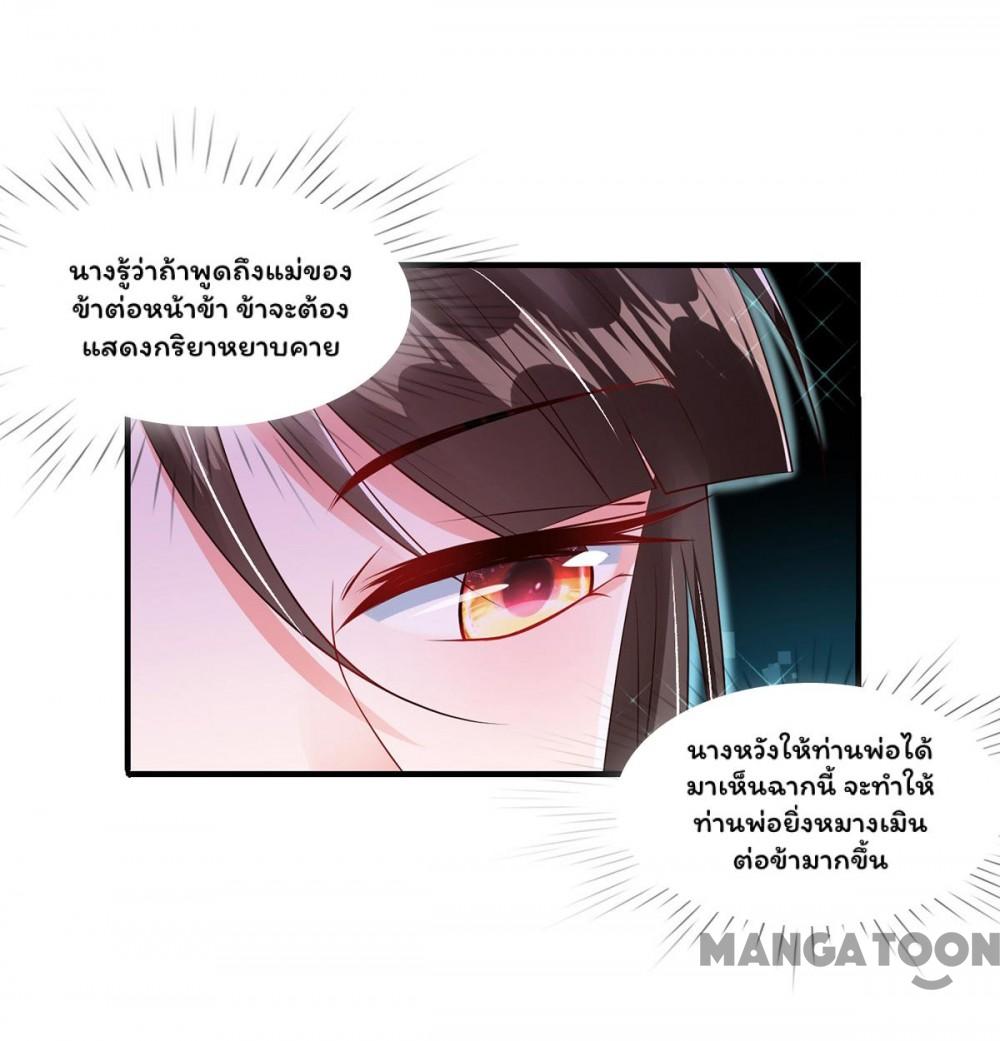 นางรู้ว่าถ้าพูดถึงแม่ของ
ข้าต่อหน้าข้า ข้าจะต้อง
แสดงกริยาหยาบคาย
นางหวังให้ท่านพ่อได้
มาเห็นฉากนี้ จะทำให้
ท่านพ่อยิ่งหมางเมิน
ต่อข้ามากขึ้น
MANGATOON